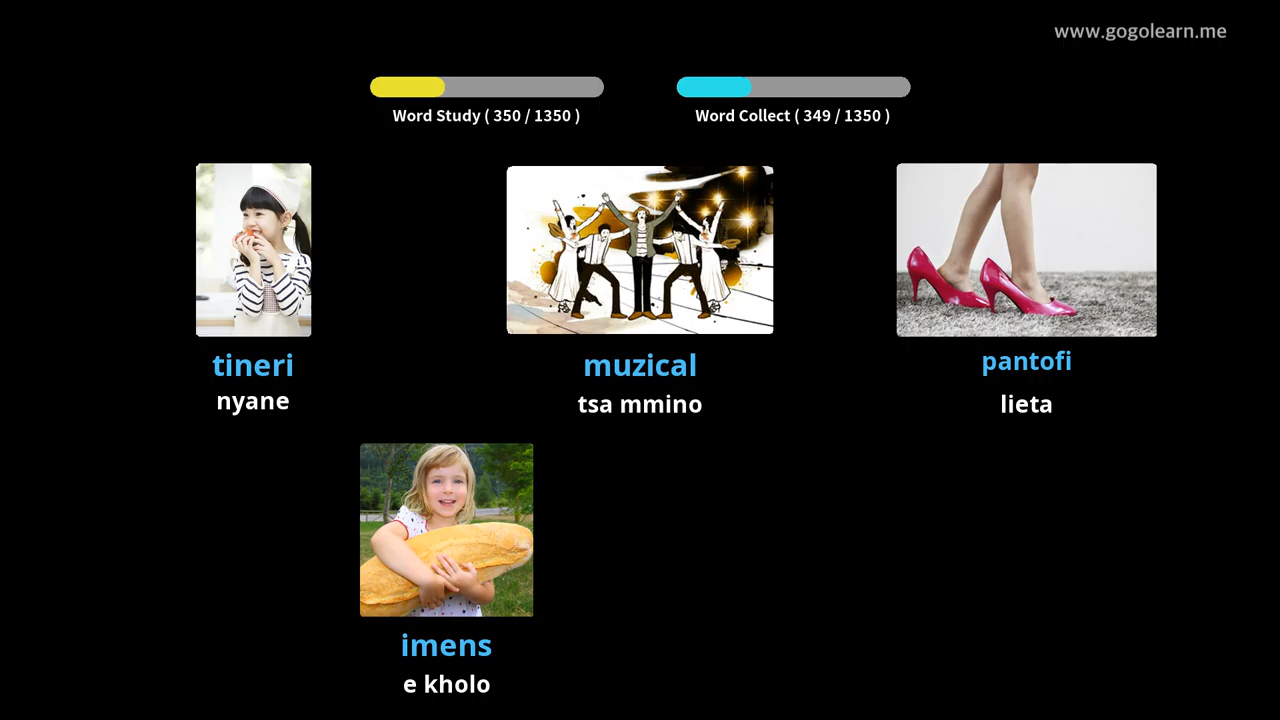 www.gogolearn.me
Word Study ( 350 / 1350 )
Word Collect ( 349 / 1350 )
tineri
nyane
muzical
tsa mmino
pantofi
lieta
imens
e kholo